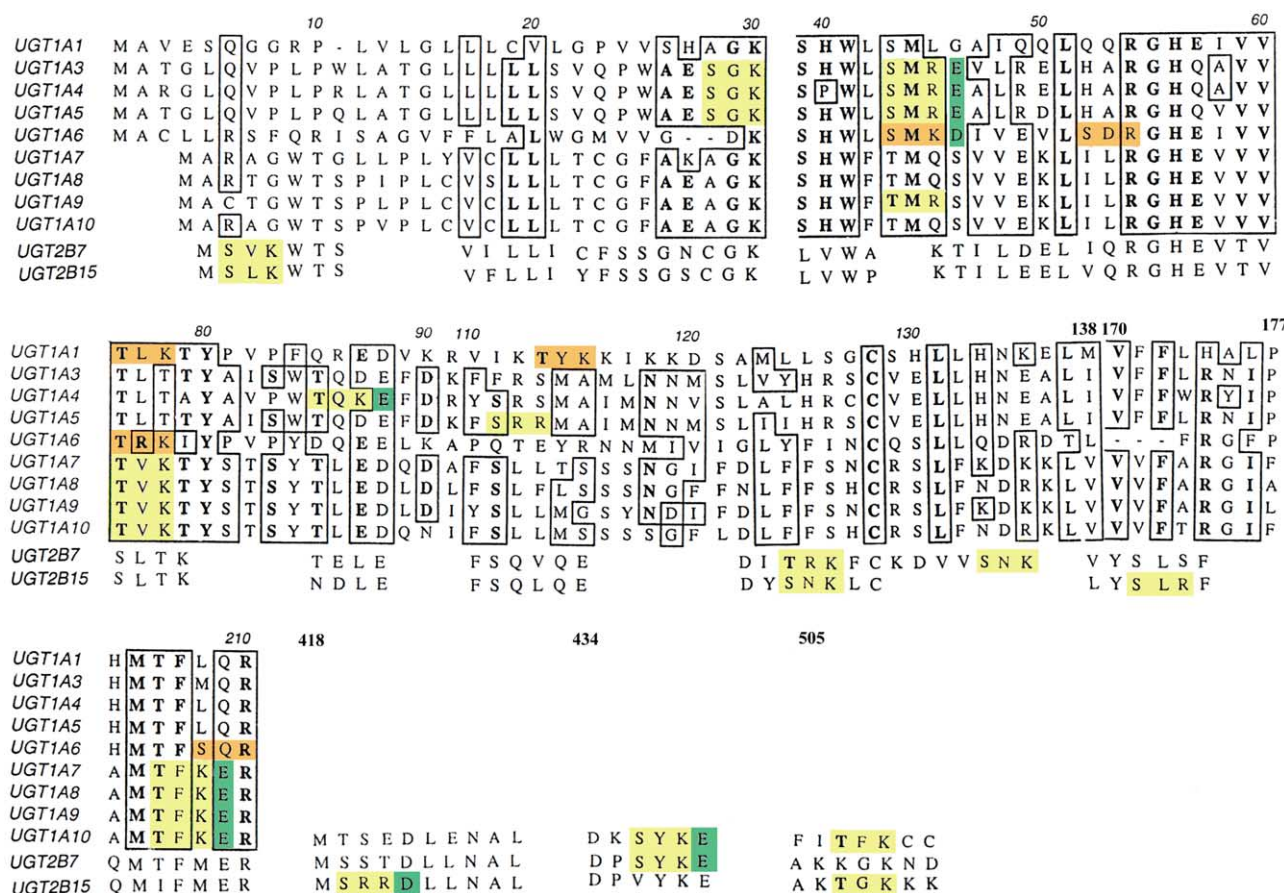 10 20 30 40 50 60
UGT1A1 M A V E S Q G G R P - L V L G L L L C V L G P V V S H A G K S H W L S M L G A I Q Q L Q Q R G H E I V V
UGT1A3 M A T G L Q V P L P W L A T G L L L L L L S V Q P W A E S G K S H W L S M R E V L R E L H A R G H Q A V V
UGT1A4 M A R G L Q V P L P R L A T G L L L L L L S V Q P W A E S G K S P W L S M R E A L R E L H A R G H Q A V V
UGT1A5 M A T G L Q V P L P Q L A T G L L L L L L S V Q P W A E S G K S H W L S M R E A L R D L H A R G H Q V V V
UGT1A6 M A C L L R S F Q R I S A G V F F L A L W G M V V G - - D K S H W L S M K D I V E V L S D R G H E I V V
UGT1A7 M A R A G W T G L L P L Y V C L L L T C G F A K A G K S H W F T M Q S V V E K L I L R G H E V V V
UGT1A8 M A R T G W T S P I P L C V S L L L T C G F A E A G K S H W F T M Q S V V E K L I L R G H E V V V
UGT1A9 M A C T G W T S P L P L C V C L L L T C G F A E A G K S H W F T M R S V V E K L I L R G H E V V V
UGT1A10 M A R A G W T S P V P L C V C L L L T C G F A E A G K S H W F T M Q S V V E K L I L R G H E V V V
UGT2B7 M S V K W T S V I L L I C F S S G N C G K L V W A K T I L D E L I Q R G H E V T V
UGT2B15 M S L K W T S V F L L I Y F S S G S C G K L V W P K T I L E E L V Q R G H E V T V
80 90 110 120 130 138 170 177
UGT1A1 T L K T Y P V P F Q R E D V K R V I K T Y K K I K K D S A M L L S G C S H L L H N K E L M V F F L H A L P
UGT1A3 T L T T Y A I S W T Q D E F D K F F R S M A M L N N M S L V Y H R S C V E L L H N E A L I V F F L R N I P
UGT1A4 T L T A Y A V P W T Q K E F D R Y S R S M A I M N N V S L A L H R C C V E L L H N E A L I V F F W R Y I P
UGT1A5 T L T T Y A I S W T Q D E F D K F S R R M A I M N N M S L I I H R S C V E L L H N E A L I V F F L R N I P
UGT1A6 T R K I Y P V P Y D Q E E L K A P Q T E Y R N N M I V I G L Y F I N C Q S L L Q D R D T L - - - F R G F P
UGT1A7 T V K T Y S T S Y T L E D Q D A F S L L T S S S N G I F D L F F S N C R S L F K D K K L V V V F A R G I F
UGT1A8 T V K T Y S T S Y T L E D L D L F S L L F L S S S N G F F N L F F S H C R S L F N D R K L V V V F A R G I A
UGT1A9 T V K T Y S T S Y T L E D L D I Y S L L M G S Y N D I F D L F F S N C R S L F K D K K L V V V F A R G I L
UGT1A10 T V K T Y S T S Y T L E D Q N I F S L L M S S S S G F L D L F F S H C R S L F N D R K L V V V F T R G I F
UGT2B7 S L T K T E L E F S Q V Q E D I T R K F C K D V V S N K V Y S L S F
UGT2B15 S L T K N D L E F S Q L Q E D Y S N K L C L Y S L R F
210 418 434 505
UGT1A1 H M T F L Q R
UGT1A3 H M T F M Q R
UGT1A4 H M T F L Q R
UGT1A5 H M T F L Q R
UGT1A6 H M T F S Q R
UGT1A7 A M T F K E R
UGT1A8 A M T F K E R
UGT1A9 A M T F K E R
UGT1A10 A M T F K E R M T S E D L E N A L D K S Y K E F I T F K C C
UGT2B7 Q M T F M E R M S S T D L L N A L D P S Y K E A K K G K N D
UGT2B15 Q M I F M E R M S R R D L L N A L D P V Y K E A K T G K K K